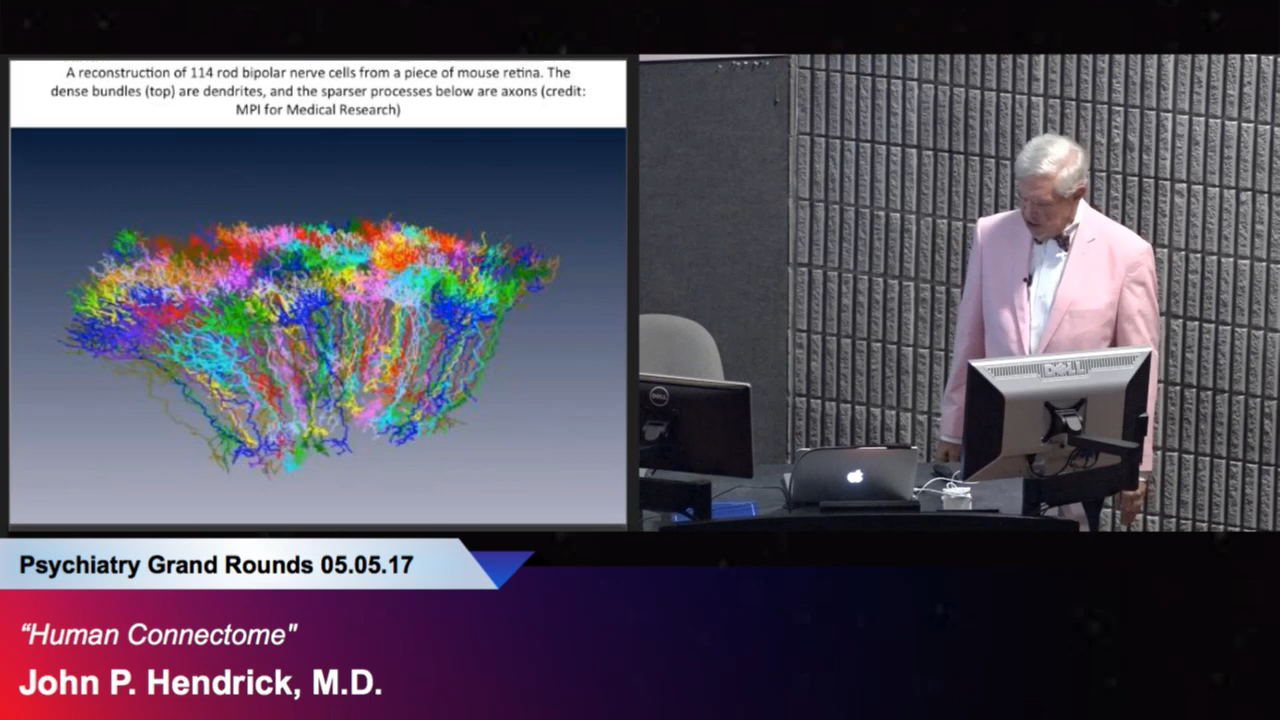 A reconstruction of 114 rod bipolar nerve cells from a piece of mouse retina. The
dense bundles (top) are dendrites, and the sparser processes below are axons (credit:
MPI for Medical Research)
DELL
DELL
Psychiatry Grand Rounds 05.05.17
“Human Connectome"
John P. Hendrick, M.D.